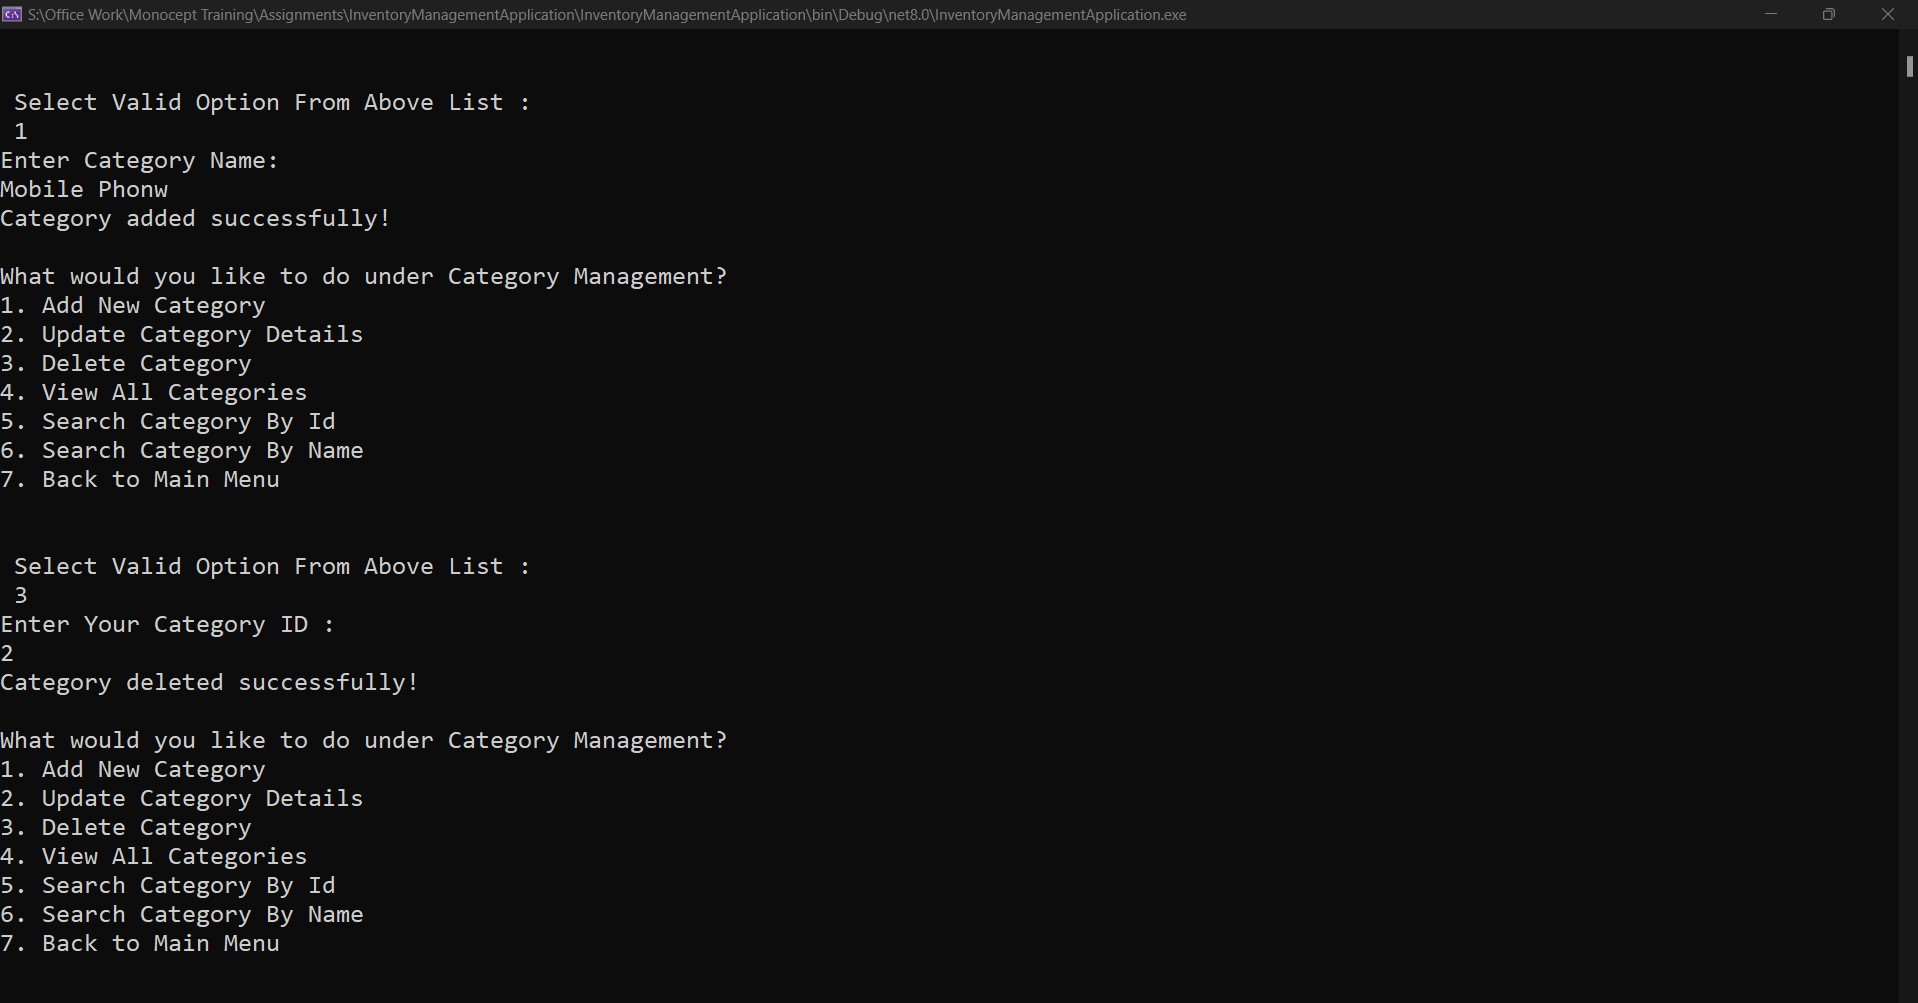 S:\Office Work\Monocept Training\Assignments\InventoryManagementApplication\InventoryManagementApplication\bin\Debug\net8.0\InventoryManagementApplication.exe
Select Valid Option From Above List :
1
Enter Category Name:
Mobile Phonw
Category added successfully!
What would you like to do under Category Management?
1. Add New Category
2. Update Category Details
3. Delete Category
4. View All Categories
5. Search Category By Id
6. Search Category By Name
7. Back to Main Menu
Select Valid Option From Above List :
3
Enter Your Category ID :
2
Category deleted successfully!
What would you like to do under Category Management?
1. Add New Category
2. Update Category Details
3. Delete Category
4. View All Categories
5. Search Category By Id
6. Search Category By Name
7. Back to Main Menu